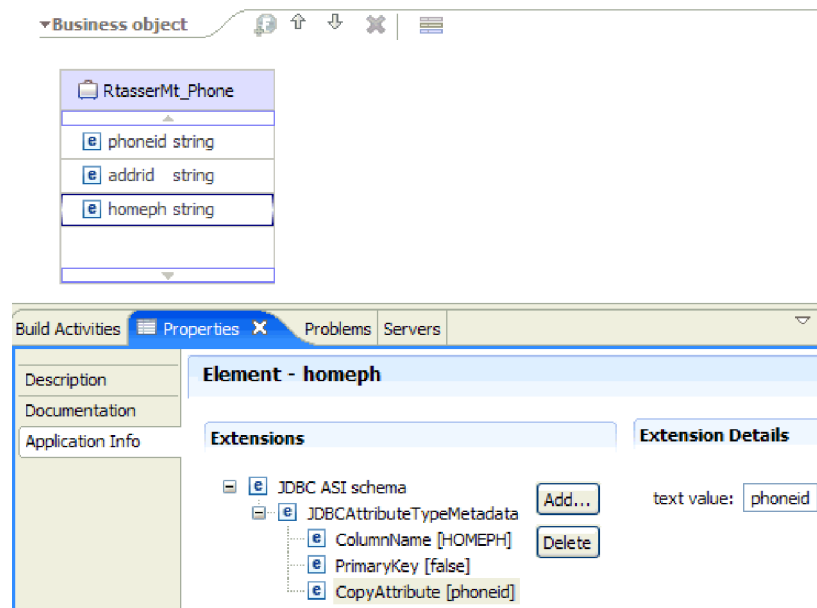 Business object
RtasserMt_Phone
e phoneid string
e addrid string
e homeph string
Build Activities Properties Problems Servers
Description
Documentation
Application Info
Element - homeph
Extensions
e JDBC ASI schema
e JDBCAttributeTypeMetadata
e ColumnName [HOMEPH]
e PrimaryKey [false]
e CopyAttribute [phoneid]
Add...
Delete
Extension Details
text value: phoneid